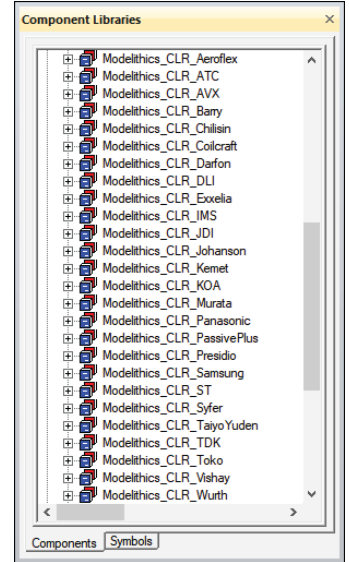 Component Libraries
Modelithics_CLR_Aeroflex
Modelithics_CLR_ATC
Modelithics_CLR_AVX
Modelithics_CLR_Barry
Modelithics_CLR_Chilisin
Modelithics_CLR_Coilcraft
Modelithics_CLR_Darfon
Modelithics_CLR_DLI
Modelithics_CLR_Exxelia
Modelithics_CLR_IMS
Modelithics_CLR_JDI
Modelithics_CLR_Johanson
Modelithics_CLR_Kemet
Modelithics_CLR_KOA
Modelithics_CLR_Murata
Modelithics_CLR_Panasonic
Modelithics_CLR_PassivePlus
Modelithics_CLR_Presidio
Modelithics_CLR_Samsung
Modelithics_CLR_ST
Modelithics_CLR_Syfer
Modelithics_CLR_TaiyoYuden
Modelithics_CLR_TDK
Modelithics_CLR_Toko
Modelithics_CLR_Vishay
Modelithics_CLR_Wurth
Components Symbols